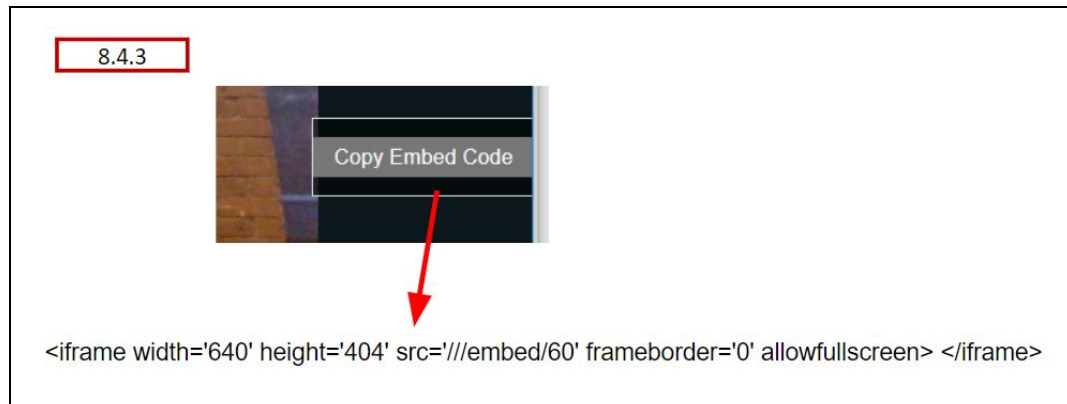 8.4.3
Copy Embed Code
<iframe width='640' height='404' src='///embed/60' frameborder='0' allowfullscreen> </iframe>